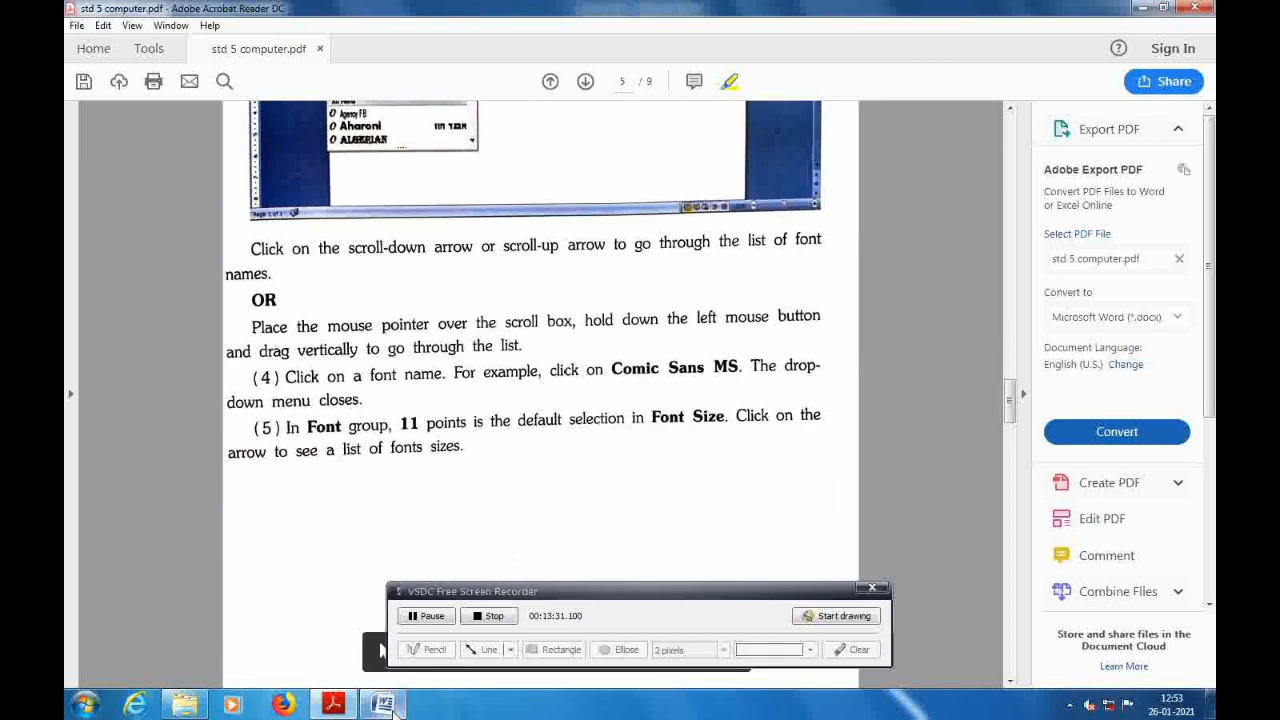 std 5 computer.pdf - Adobe Acrobat Reader DC
File Edit View Window Help
Home Tools std 5 computer.pdf × Sign In
5 / 9 Share
Agency FB
O Aharoni אבגד הוז
O ALGERIAN
Page: 1 of 1
Click on the scroll-down arrow or scroll-up arrow to go through the list of font
names.
OR
Place the mouse pointer over the scroll box, hold down the left mouse button
and drag vertically to go through the list.
(4) Click on a font name. For example, click on Comic Sans MS. The drop-
down menu closes.
(5) In Font group, 11 points is the default selection in Font Size. Click on the
arrow to see a list of fonts sizes.
Export PDF
Adobe Export PDF
Convert PDF Files to Word
or Excel Online
Select PDF File
std 5 computer.pdf
Convert to
Microsoft Word (*.docx)
Document Language:
English (U.S.) Change
Convert
Create PDF
Edit PDF
Comment
Combine Files
Store and share files in the
Document Cloud
Learn More
VSDC Free Screen Recorder
Pause Stop 00:13:31.100 Start drawing
Pencil Line Rectangle Ellipse 2 pixels Clear
12:53
26-01-2021